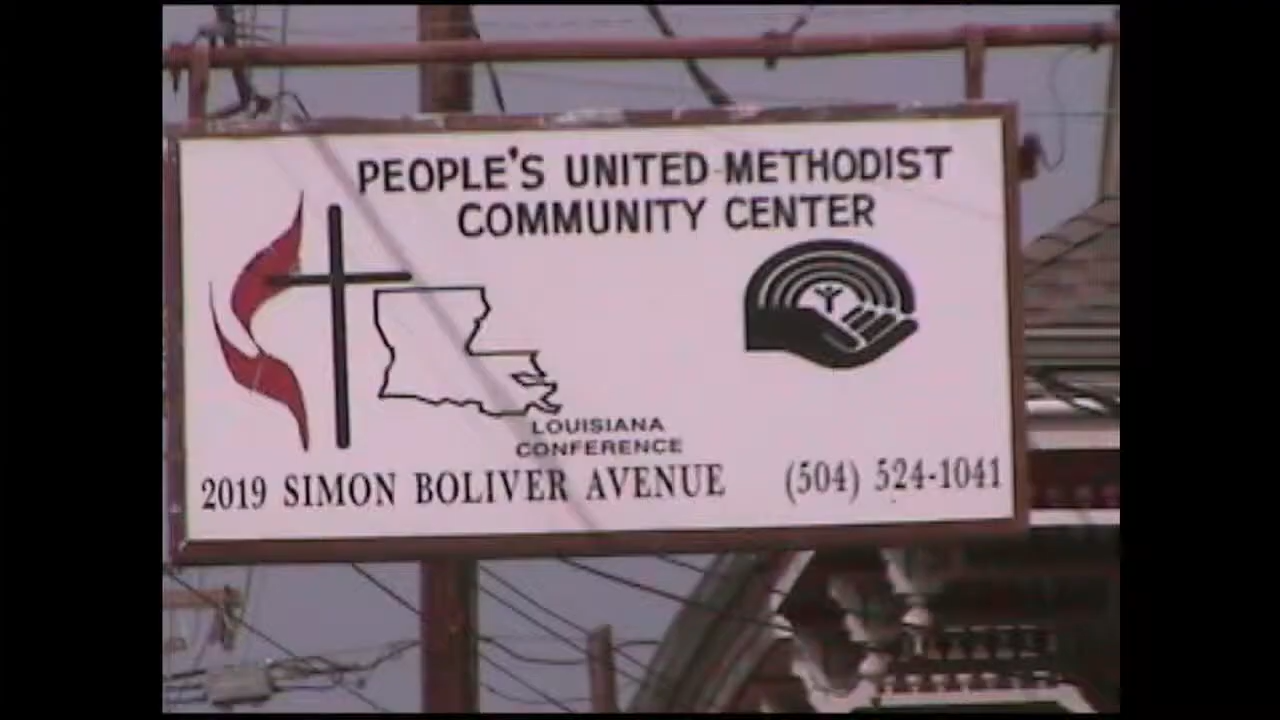 PEOPLE'S UNITED METHODIST
COMMUNITY CENTER
LOUISIANA
CONFERENCE
2019 SIMON BOLIVER AVENUE (504) 524-1041